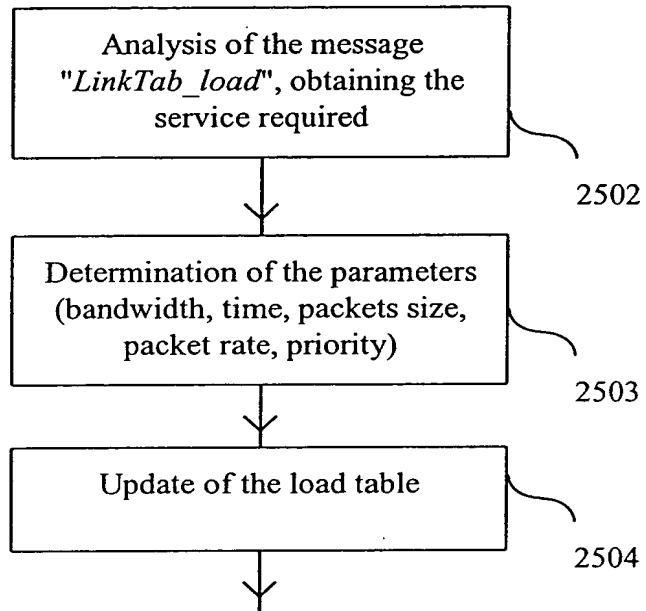 Analysis of the message
"LinkTab_load", obtaining the
service required
2502
Determination of the parameters
(bandwidth, time, packets size,
packet rate, priority)
2503
Update of the load table
2504